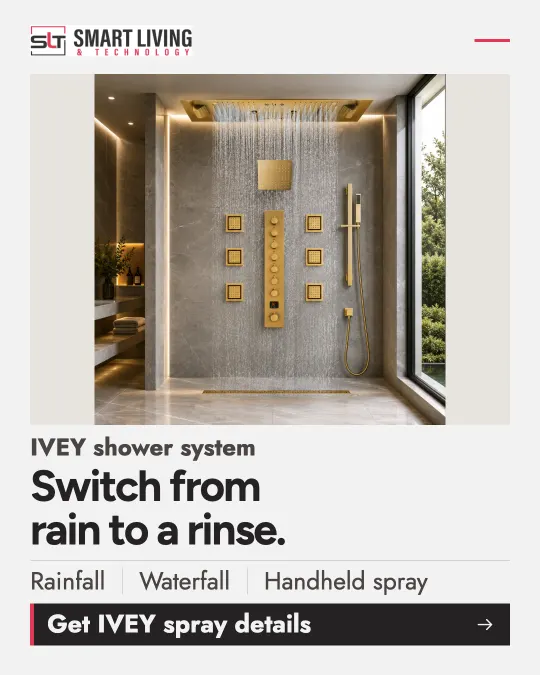 SLT SMART LIVING
& TECHNOLOGY
IVEY shower system
Switch from
rain to a rinse.
Rainfall
Waterfall
Handheld spray
Get IVEY spray details →